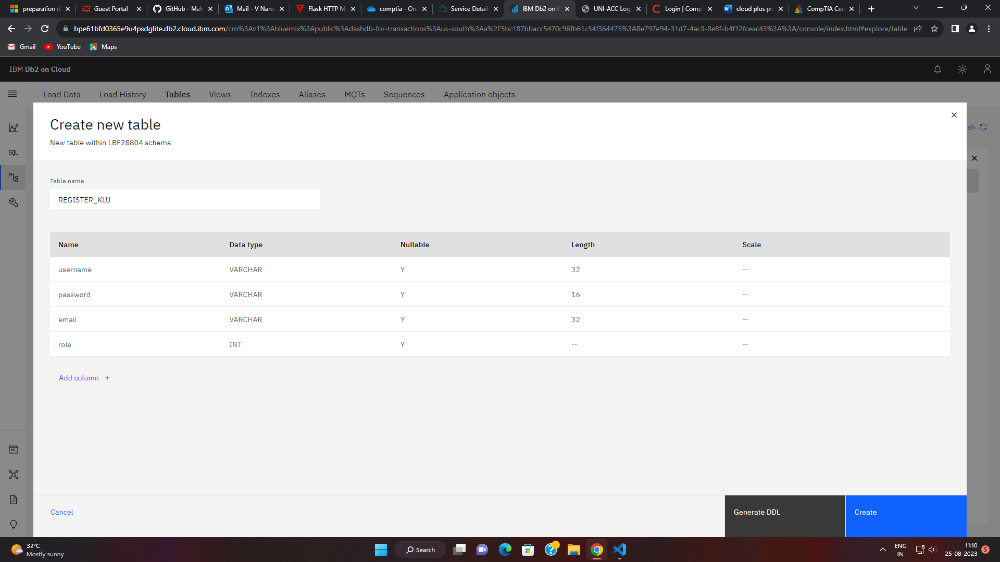 preparation d
Guest Portal
GitHub - Mah
Mail - V Nare
Flask HTTP M
comptia - On
Service Detail
IBM Db2 on C
UNI-ACC Logi
Login | Comp
cloud plus pra
CompTIA Cer
bpe61bfd0365e9u4psdglite.db2.cloud.ibm.com/crn%3Av1%3Abluemix%3Apublic%3Adashdb-for-transactions%3Aus-south%3Aa%2F5bc187bbacc5470c96fb61c54f364475%3A8e797e94-31d7-4ac3-8e8f-b4f12fceac43%3A%3A/console/index.html#explore/table
Gmail YouTube Maps
IBM Db2 on Cloud
Load Data Load History Tables Views Indexes Aliases MQTs Sequences Application objects
SQL
sh
Create new table
New table within LBF28804 schema
Table name
REGISTER_KLU
Name Data type Nullable Length Scale
username VARCHAR Y 32 --
password VARCHAR Y 16 --
email VARCHAR Y 32 --
role INT Y -- --
Add column +
Cancel Generate DDL Create
32°C
Mostly sunny
Search
ENG
IN
11:10
25-08-2023
5